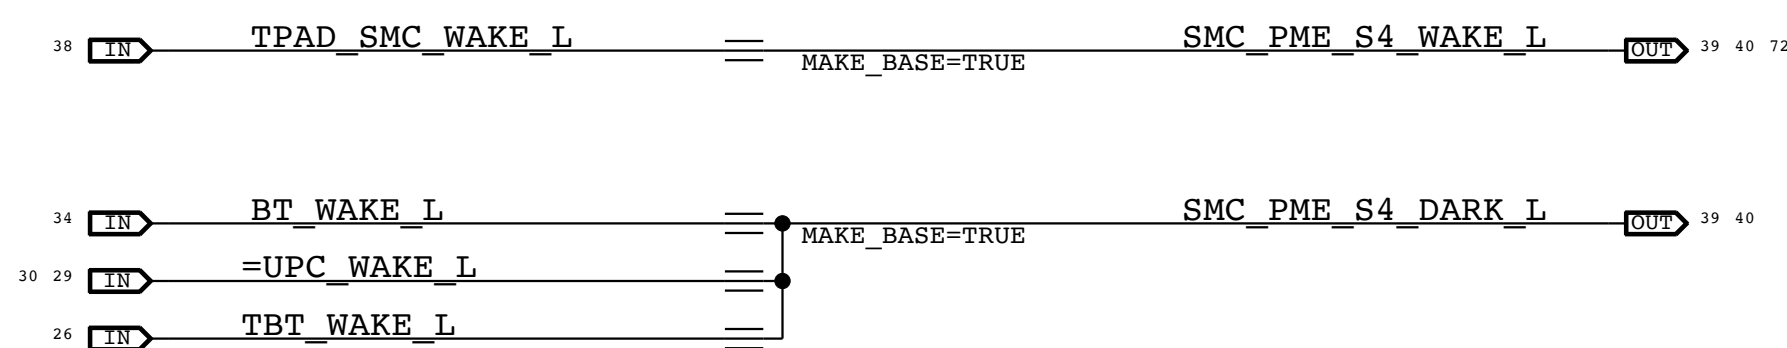 38 IN TPAD_SMC_WAKE_L SMC_PME_S4_WAKE_L OUT 39 40 72
MAKE_BASE=TRUE
34 IN BT_WAKE_L SMC_PME_S4_DARK_L OUT 39 40
MAKE_BASE=TRUE
30 29 IN =UPC_WAKE_L
26 IN TBT_WAKE_L